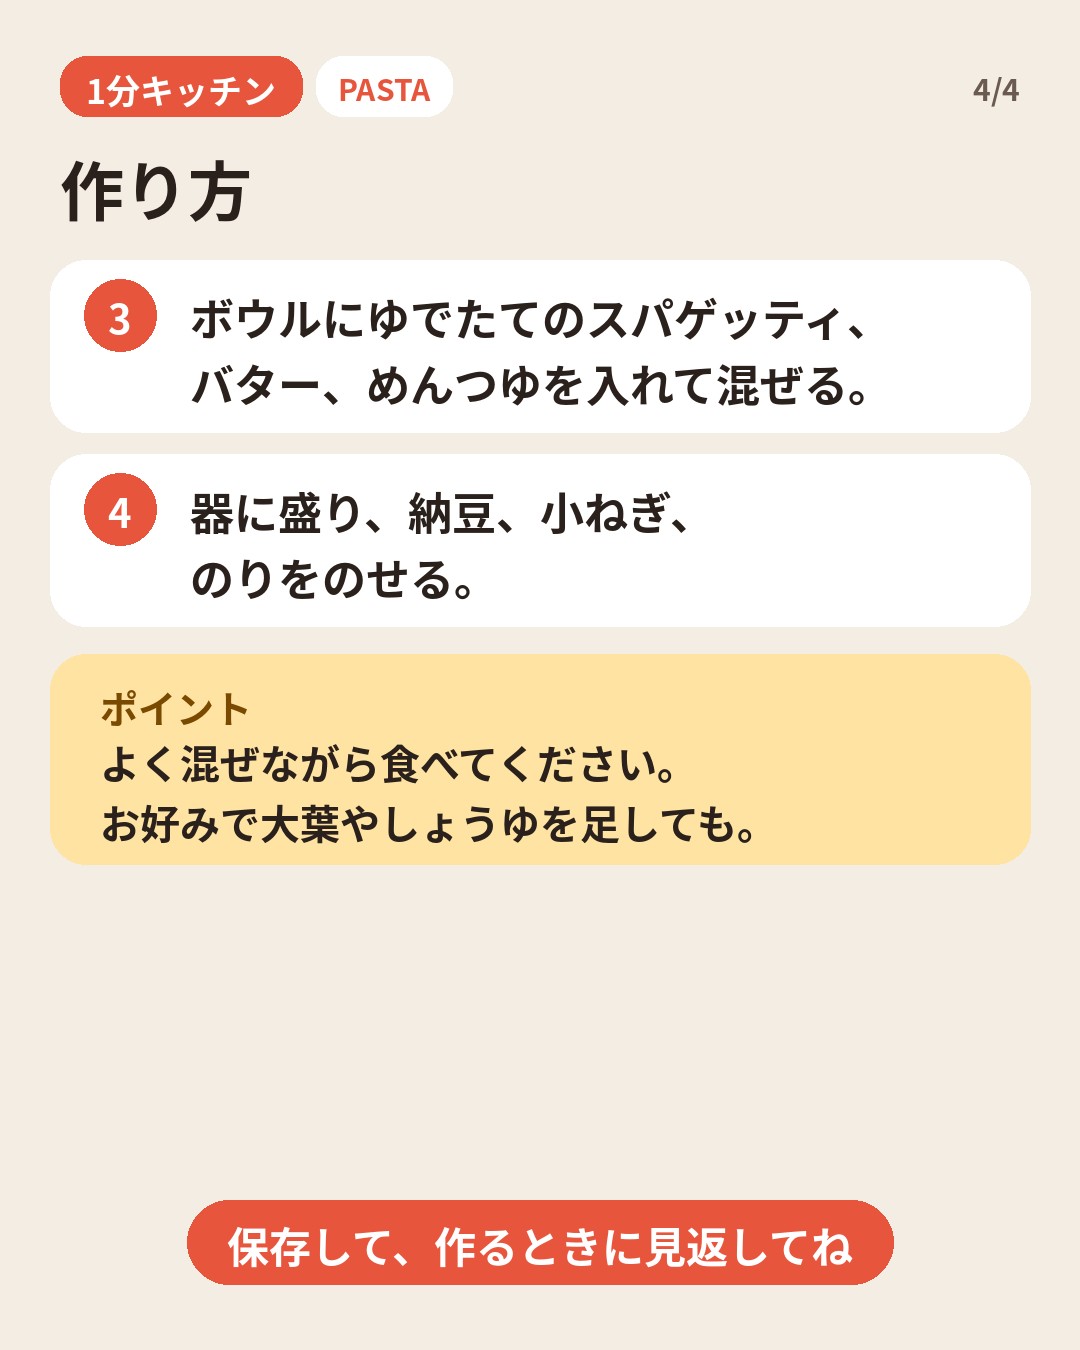 1分キッチン PASTA 4/4
作り方
3 ボウルにゆでたてのスパゲッティ、
バター、めんつゆを入れて混ぜる。
4 器に盛り、納豆、小ねぎ、
のりをのせる。
ポイント
よく混ぜながら食べてください。
お好みで大葉やしょうゆを足しても。
保存して、作るときに見返してね